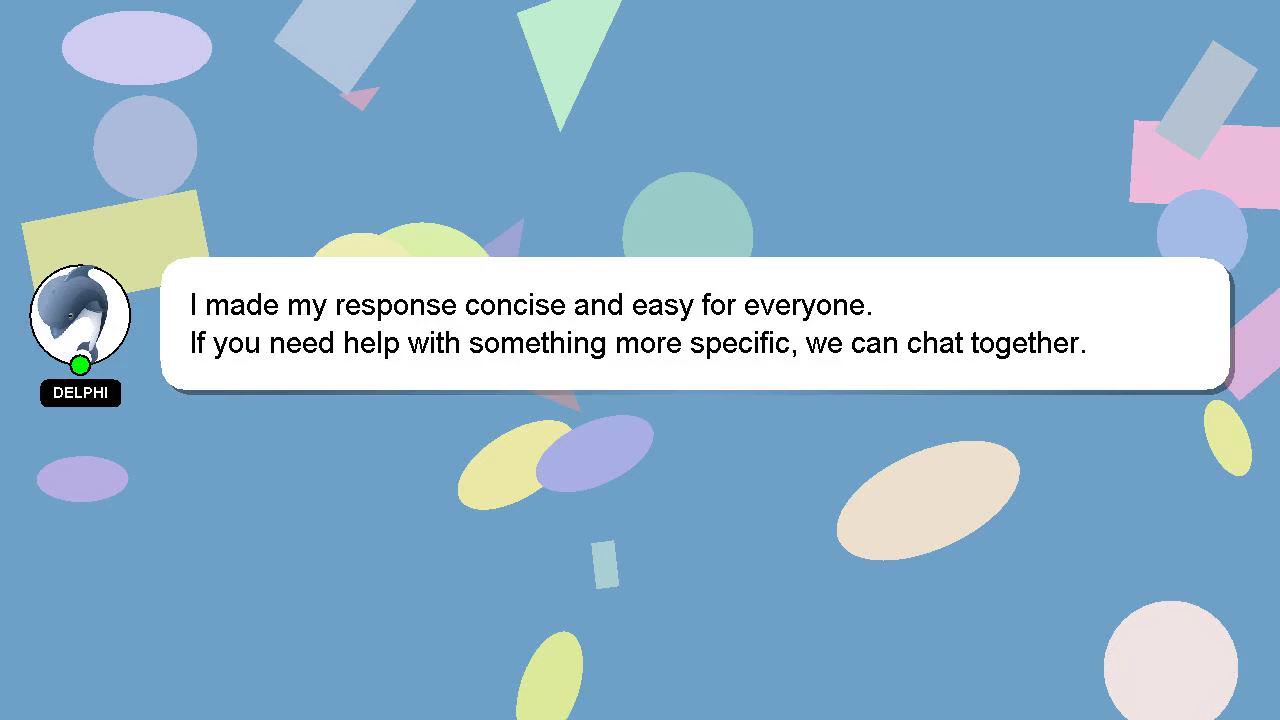 I made my response concise and easy for everyone.
If you need help with something more specific, we can chat together.
DELPHI